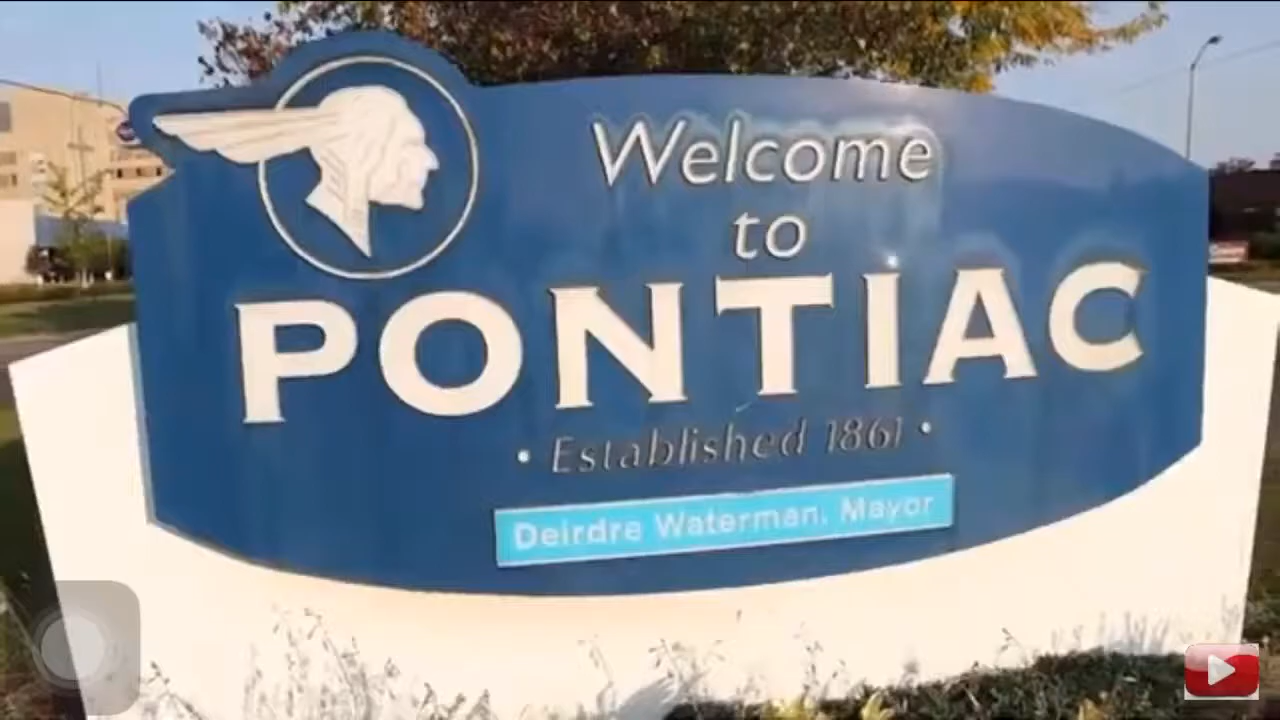 Welcome
to
PONTIAC
• Established 1861 •
Deirdre Waterman, Mayor